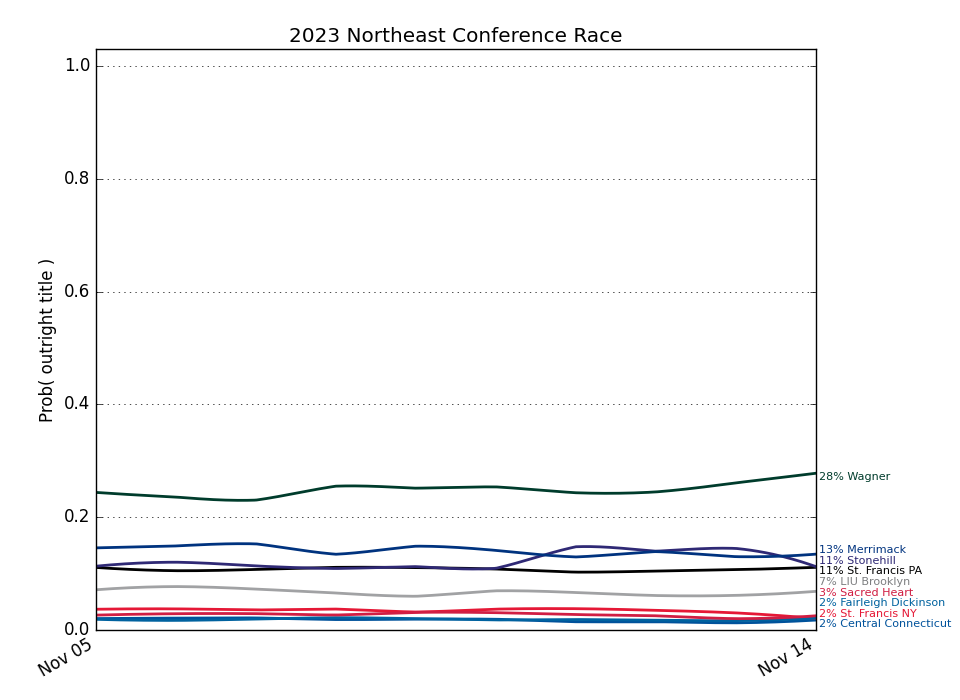 2023 Northeast Conference Race
1.0
0.8
0.6
0.4
0.2
0.0
Prob( outright title )
Nov 05
Nov 14
28% Wagner
13% Merrimack
11% Stonehill
11% St. Francis PA
7% LIU Brooklyn
3% Sacred Heart
2% Fairleigh Dickinson
2% St. Francis NY
2% Central Connecticut